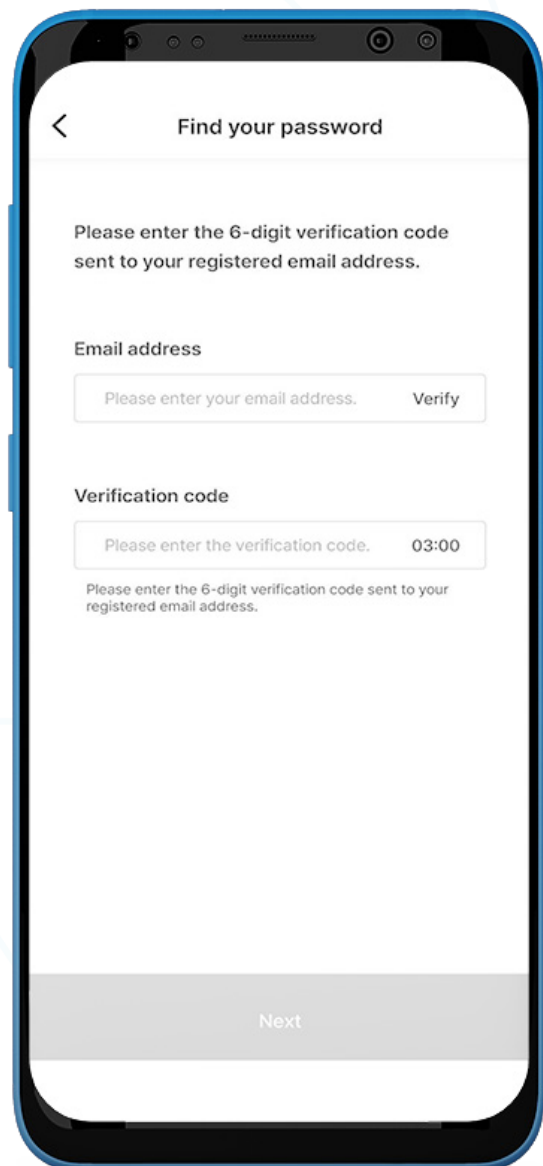 Find your password
Please enter the 6-digit verification code
sent to your registered email address.
Email address
Please enter your email address. Verify
Verification code
Please enter the verification code. 03:00
Please enter the 6-digit verification code sent to your
registered email address.
Next